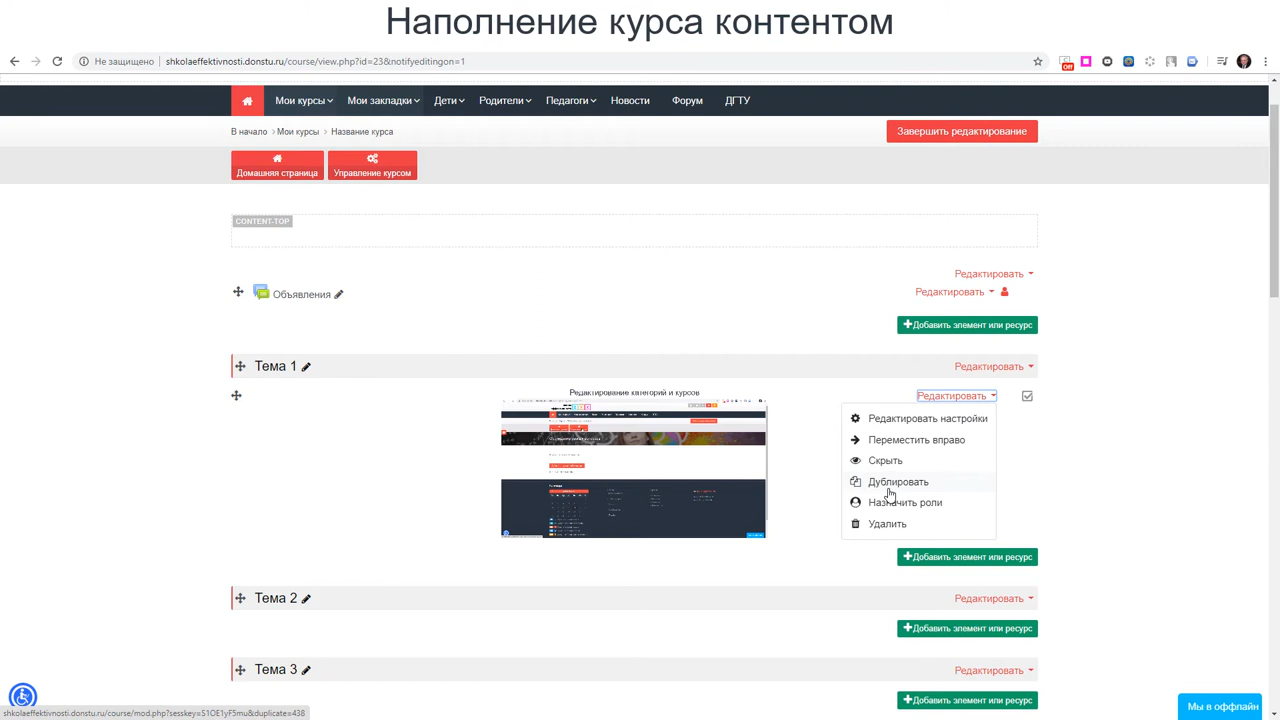 Наполнение курса контентом
Не защищено | shkolaeffektivnosti.donstu.ru/course/view.php?id=23&notifyeditingon=1
Off
Мои курсы Мои закладки Дети Родители Педагоги Новости Форум ДГТУ
В начало > Мои курсы > Название курса
Завершить редактирование
Домашняя страница Управление курсом
CONTENT-TOP
Редактировать
Объявления Редактировать
Добавить элемент или ресурс
Тема 1 Редактировать
Редактирование категорий и курсов Редактировать
Редактировать настройки
Переместить вправо
Скрыть
Дублировать
Назначить роли
Удалить
Добавить элемент или ресурс
Тема 2 Редактировать
Добавить элемент или ресурс
Тема 3 Редактировать
Добавить элемент или ресурс
Мы в оффлайн
shkolaeffektivnosti.donstu.ru/course/mod.php?sesskey=S1OE1yF5mu&duplicate=438